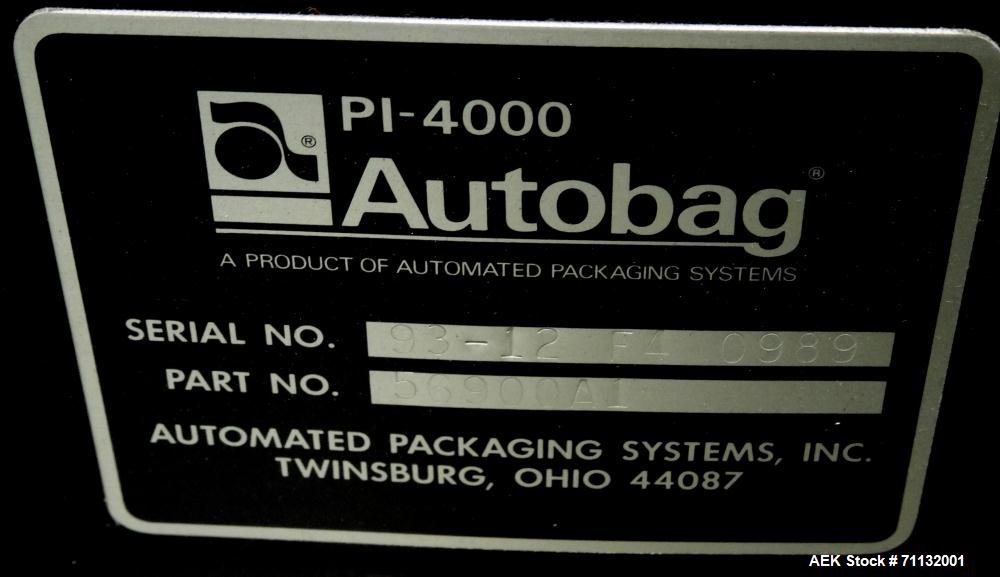 PI-4000
Autobag®
A PRODUCT OF AUTOMATED PACKAGING SYSTEMS
SERIAL NO. 93-12 F4 0989
PART NO. 56900A1
AUTOMATED PACKAGING SYSTEMS, INC.
TWINSBURG, OHIO 44087
AEK Stock # 71132001